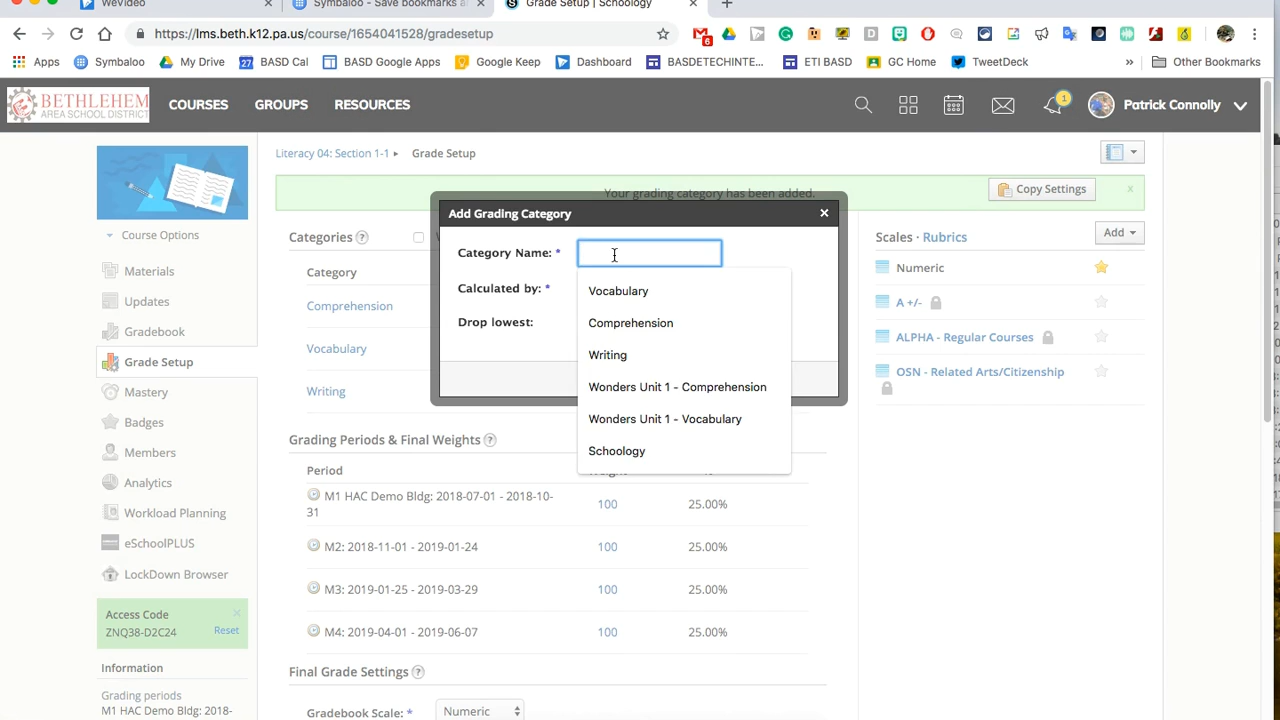 WeVideo
Symbaloo - Save bookmarks a
Grade Setup | Schoology
https://lms.beth.k12.pa.us/course/1654041528/gradesetup
6
Apps
Symbaloo
My Drive
27
BASD Cal
BASD Google Apps
Google Keep
Dashboard
BASDETECHINTE...
ETI BASD
GC Home
TweetDeck
»
Other Bookmarks
BETHLEHEM
AREA SCHOOL DISTRICT
COURSES
GROUPS
RESOURCES
1
Patrick Connolly
Literacy 04: Section 1-1 ▸ Grade Setup
Your grading category has been added.
Copy Settings
Course Options
Materials
Updates
Gradebook
Grade Setup
Mastery
Badges
Members
Analytics
Workload Planning
eSchoolPLUS
LockDown Browser
Access Code
ZNQ38-D2C24
Reset
Information
Grading periods
M1 HAC Demo Bldg: 2018-
Categories ?
Category
Comprehension
Vocabulary
Writing
Add Grading Category
Category Name: *
Calculated by: *
Drop lowest:
Vocabulary
Comprehension
Writing
Wonders Unit 1 - Comprehension
Wonders Unit 1 - Vocabulary
Schoology
Grading Periods & Final Weights ?
Period
M1 HAC Demo Bldg: 2018-07-01 - 2018-10-
31
100
25.00%
M2: 2018-11-01 - 2019-01-24
100
25.00%
M3: 2019-01-25 - 2019-03-29
100
25.00%
M4: 2019-04-01 - 2019-06-07
100
25.00%
Final Grade Settings ?
Gradebook Scale: *
Numeric
Scales · Rubrics
Add
Numeric
A +/-
ALPHA - Regular Courses
OSN - Related Arts/Citizenship